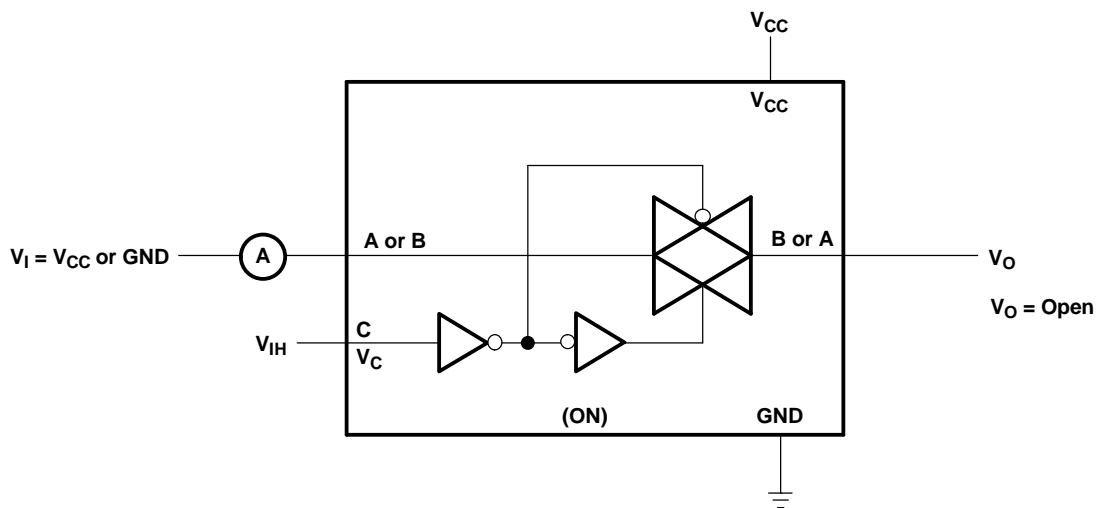 V_CC
V_CC
A or B
B or A
V_I = V_CC or GND
A
V_O
V_O = Open
V_IH
C
V_C
(ON)
GND